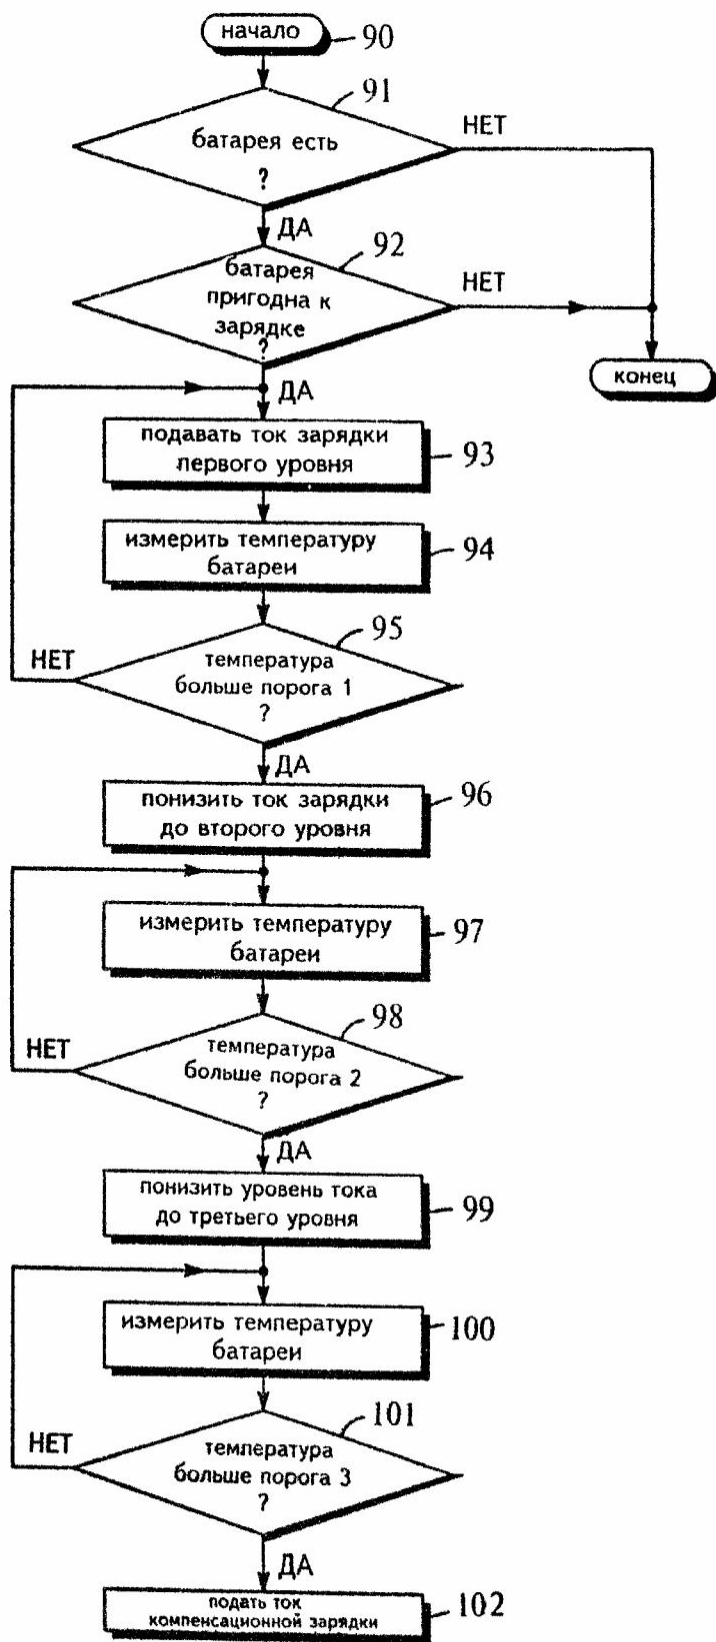 начало
90
91
батарея есть
?
НЕТ
ДА
92
батарея
пригодна к
зарядке
?
НЕТ
конец
ДА
подавать ток зарядки
первого уровня
93
измерить температуру
батареи
94
95
температура
больше порога 1
?
НЕТ
ДА
понизить ток зарядки
до второго уровня
96
измерить температуру
батареи
97
98
температура
больше порога 2
?
НЕТ
ДА
понизить уровень тока
до третьего уровня
99
измерить температуру
батареи
100
101
температура
больше порога 3
?
НЕТ
ДА
подать ток
компенсационной зарядки
102